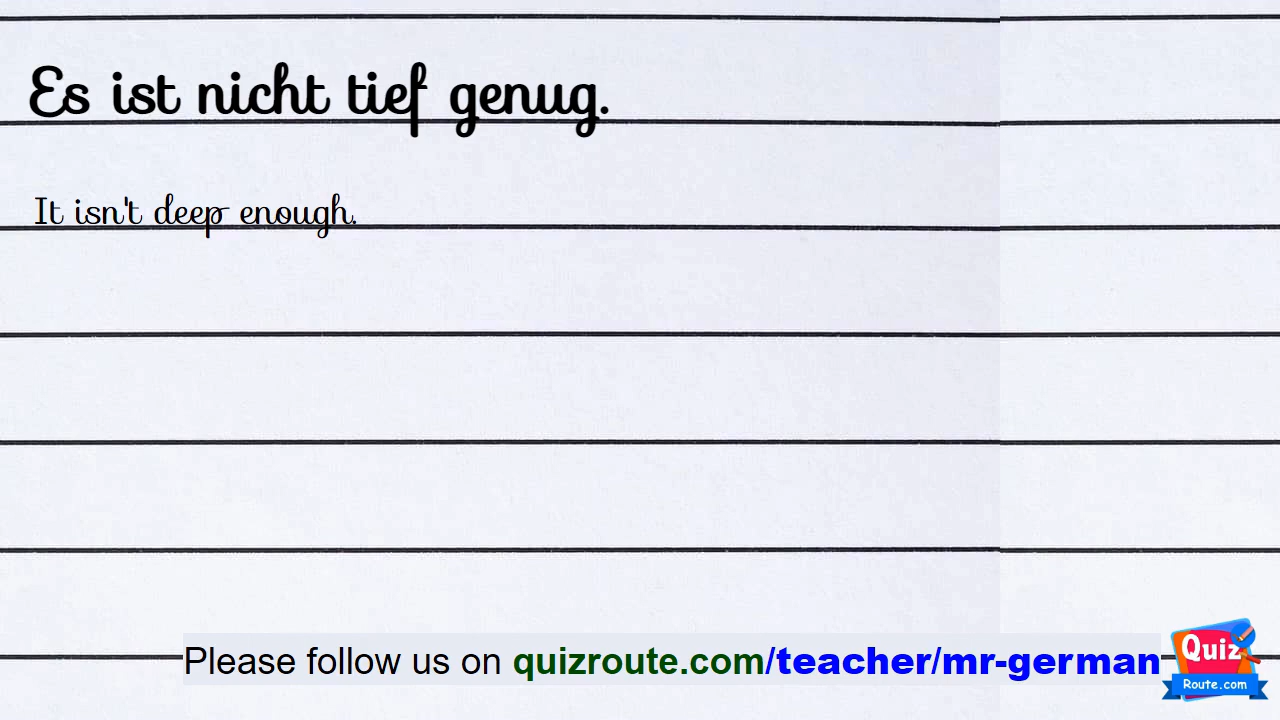 Es ist nicht tief genug.
It isn't deep enough.
Please follow us on quizroute.com/teacher/mr-german
Quiz
Route.com